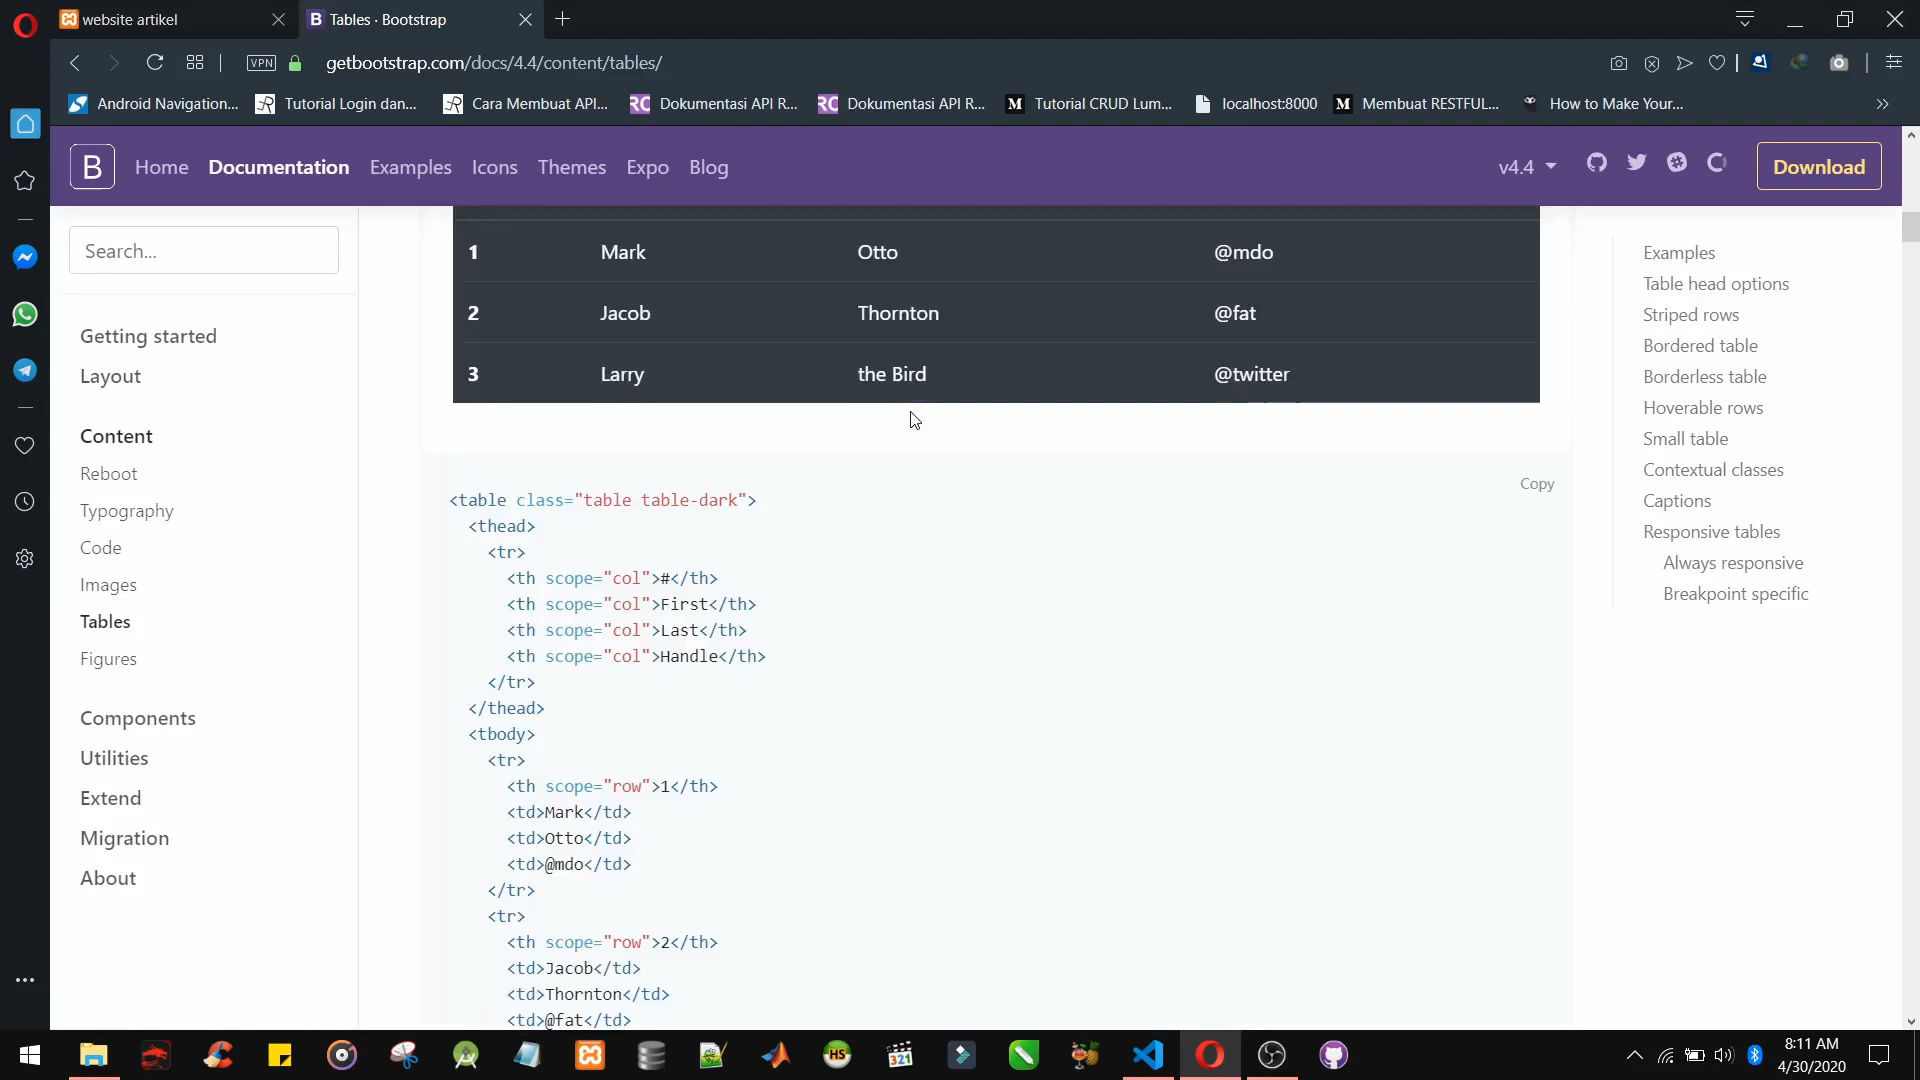 website artikel
B Tables · Bootstrap
VPN
getbootstrap.com/docs/4.4/content/tables/
Android Navigation...
Tutorial Login dan...
Cara Membuat API...
RC Dokumentasi API R...
RC Dokumentasi API R...
M Tutorial CRUD Lum...
localhost:8000
M Membuat RESTFUL...
How to Make Your...
B Home Documentation Examples Icons Themes Expo Blog
v4.4
Download
Search...
Getting started
Layout
Content
Reboot
Typography
Code
Images
Tables
Figures
Components
Utilities
Extend
Migration
About
1 Mark Otto @mdo
2 Jacob Thornton @fat
3 Larry the Bird @twitter
Copy
<table class="table table-dark">
<thead>
<tr>
<th scope="col">#</th>
<th scope="col">First</th>
<th scope="col">Last</th>
<th scope="col">Handle</th>
</tr>
</thead>
<tbody>
<tr>
<th scope="row">1</th>
<td>Mark</td>
<td>Otto</td>
<td>@mdo</td>
</tr>
<tr>
<th scope="row">2</th>
<td>Jacob</td>
<td>Thornton</td>
<td>@fat</td>
Examples
Table head options
Striped rows
Bordered table
Borderless table
Hoverable rows
Small table
Contextual classes
Captions
Responsive tables
Always responsive
Breakpoint specific
HS
321
8:11 AM
4/30/2020